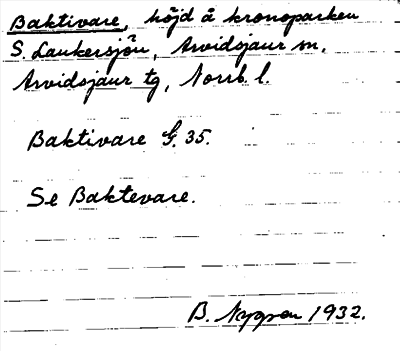 Baktivare, höjd å kronoparken
S. Laukersjön, Arvidsjaur sn,
Arvidsjaur tg, Norrb. l.
Baktivare G. 35.
Se Baktevare.
B. Nygren 1932.